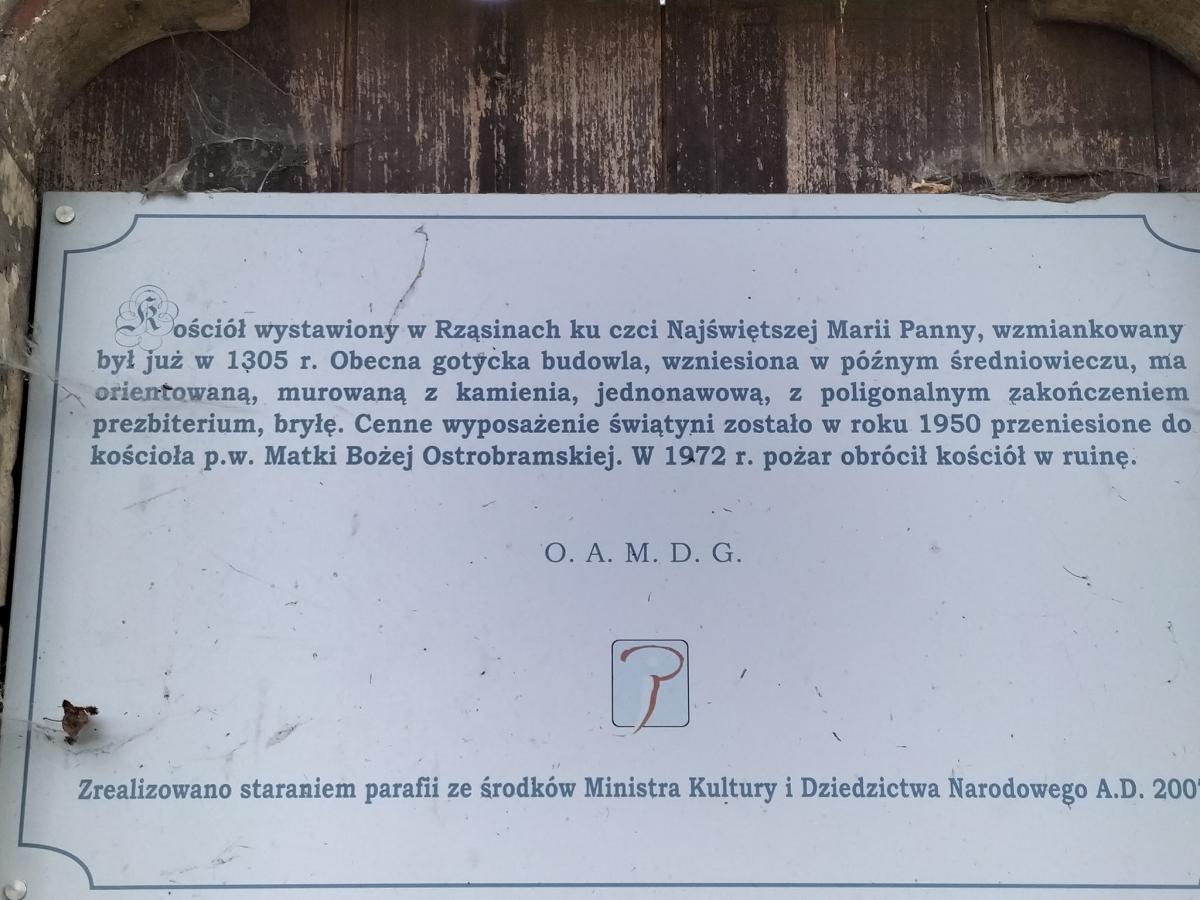 Kościół wystawiony w Rząsinach ku czci Najświętszej Marii Panny, wzmiankowany
był już w 1305 r. Obecna gotycka budowla, wzniesiona w późnym średniowieczu, ma
orientowaną, murowaną z kamienia, jednonawową, z poligonalnym zakończeniem
prezbiterium, bryłę. Cenne wyposażenie świątyni zostało w roku 1950 przeniesione do
kościoła p.w. Matki Bożej Ostrobramskiej. W 1972 r. pożar obrócił kościół w ruinę.
O. A. M. D. G.
Zrealizowano staraniem parafii ze środków Ministra Kultury i Dziedzictwa Narodowego A.D.